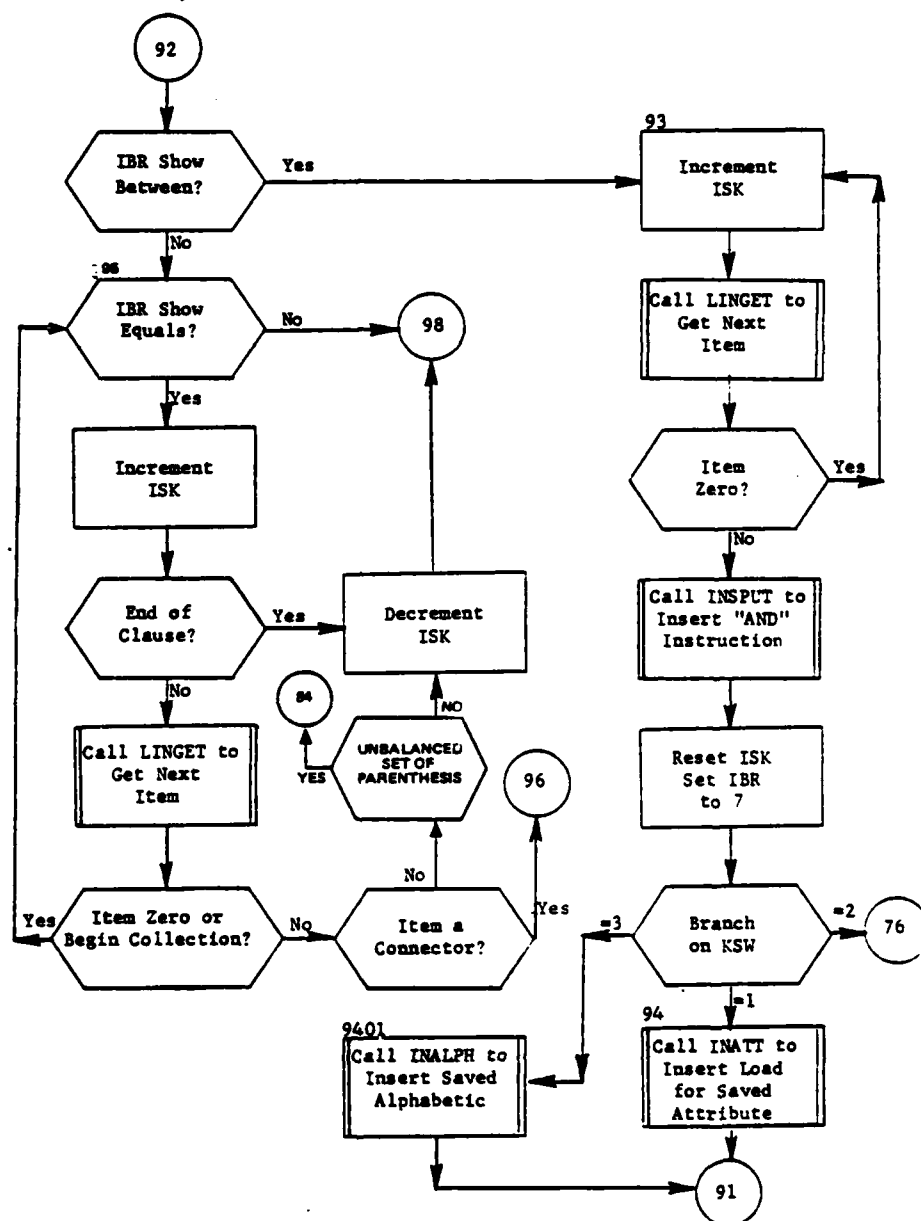 92
IBR Show
Between?
Yes
No
93
Increment
ISK
95
IBR Show
Equals?
No
Yes
98
Call LINGET to
Get Next
Item
Increment
ISK
Item
Zero?
Yes
No
End of
Clause?
Yes
No
Decrement
ISK
NO
Call INSPUT to
Insert "AND"
Instruction
84
YES
UNBALANCED
SET OF
PARENTHESIS
Call LINGET to
Get Next
Item
96
Reset ISK
Set IBR
to 7
Yes
Item Zero or
Begin Collection?
No
No
Item a
Connector?
Yes
=3
Branch
on KSW
=2
76
=1
9401
Call INALPH to
Insert Saved
Alphabetic
94
Call INATT to
Insert Load
for Saved
Attribute
91